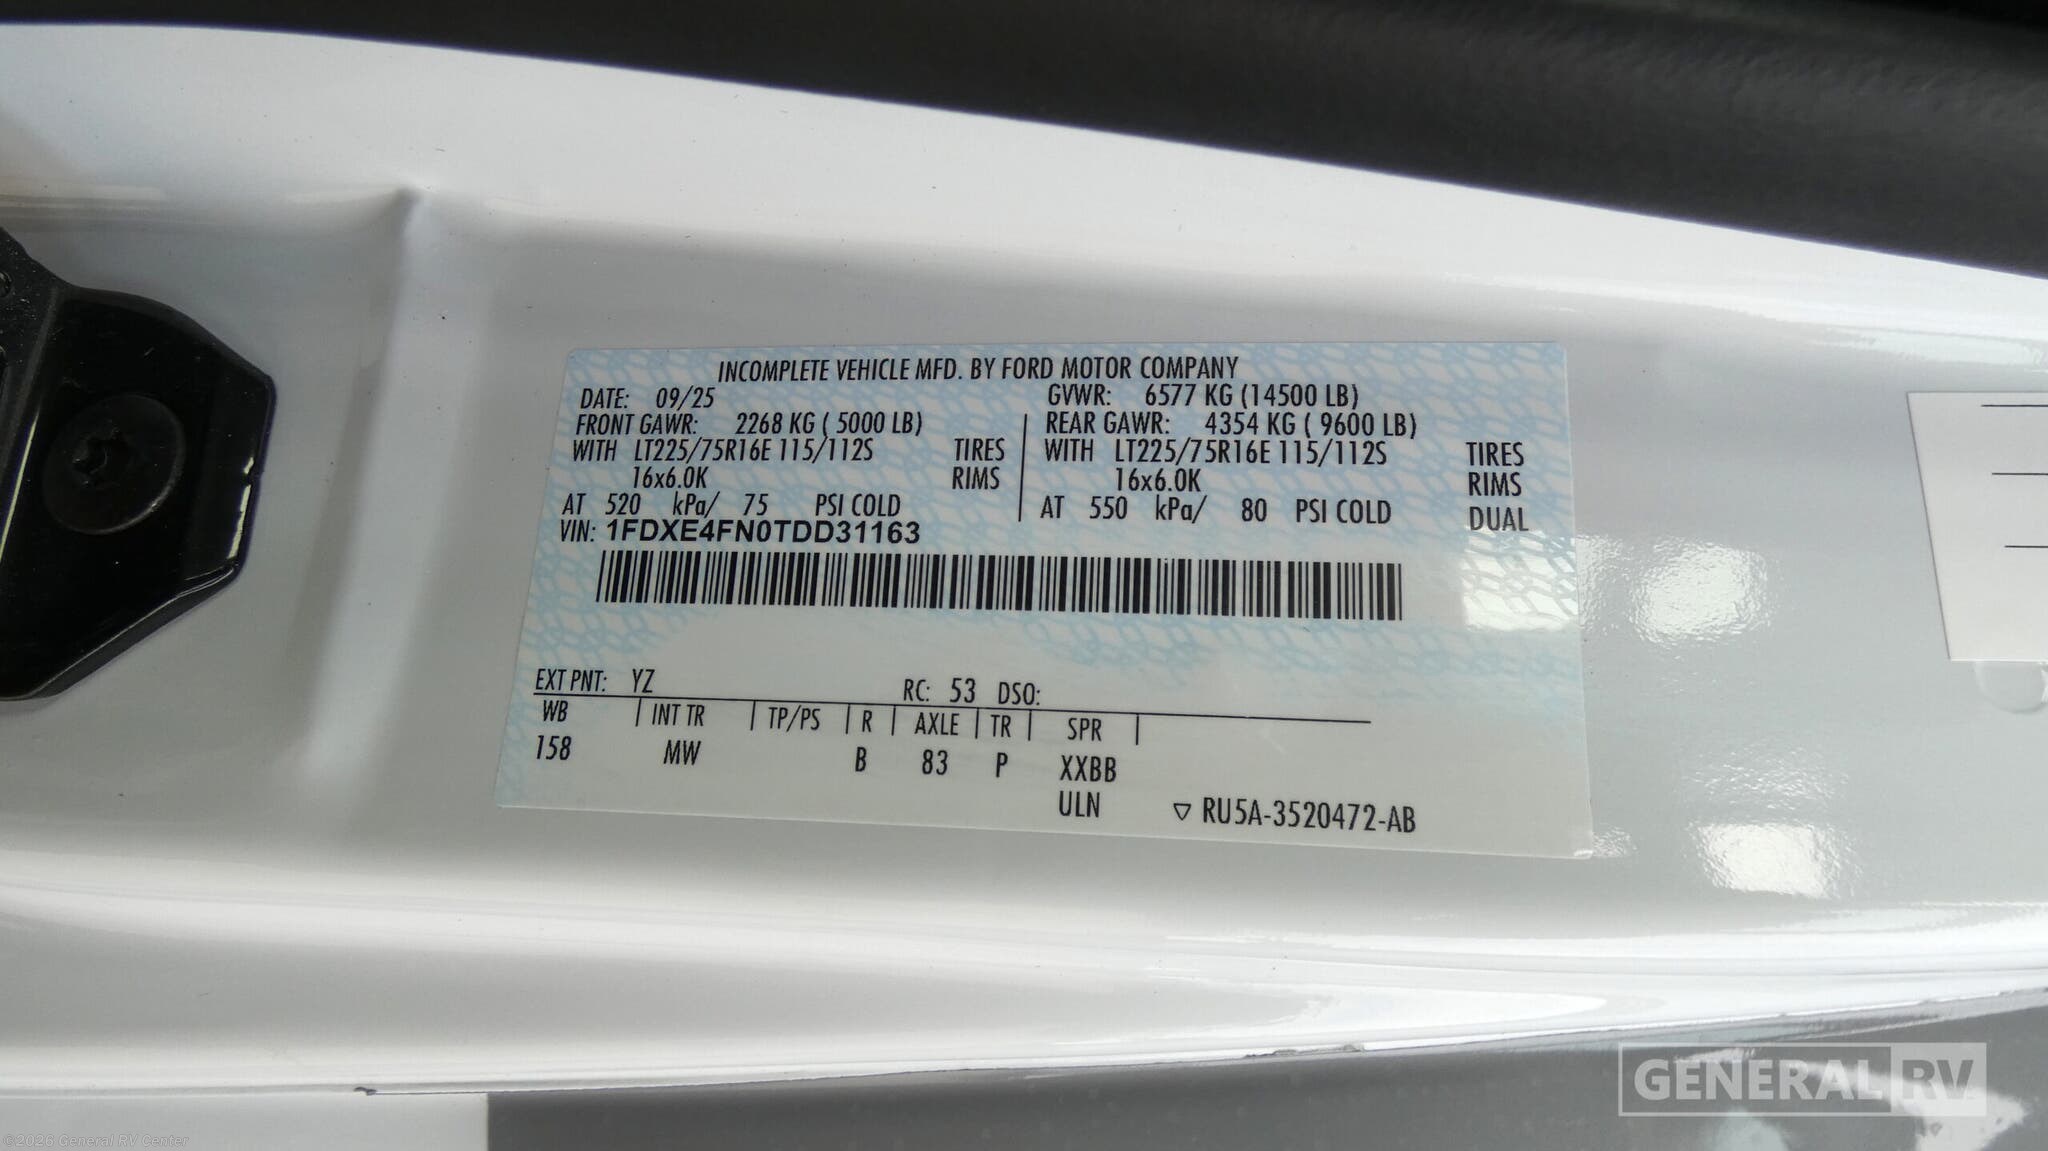 INCOMPLETE VEHICLE MFD. BY FORD MOTOR COMPANY
DATE: 09/25 GVWR: 6577 KG (14500 LB)
FRONT GAWR: 2268 KG ( 5000 LB) REAR GAWR: 4354 KG ( 9600 LB)
WITH LT225/75R16E 115/112S TIRES WITH LT225/75R16E 115/112S TIRES
16x6.0K RIMS 16x6.0K RIMS
AT 520 kPa/ 75 PSI COLD AT 550 kPa/ 80 PSI COLD DUAL
VIN: 1FDXE4FN0TDD31163
EXT PNT: YZ RC: 53 DSO:
WB INT TR TP/PS R AXLE TR SPR
158 MW B 83 P XXBB
ULN ▽ RU5A-3520472-AB
GENERAL RV
©2026 General RV Center